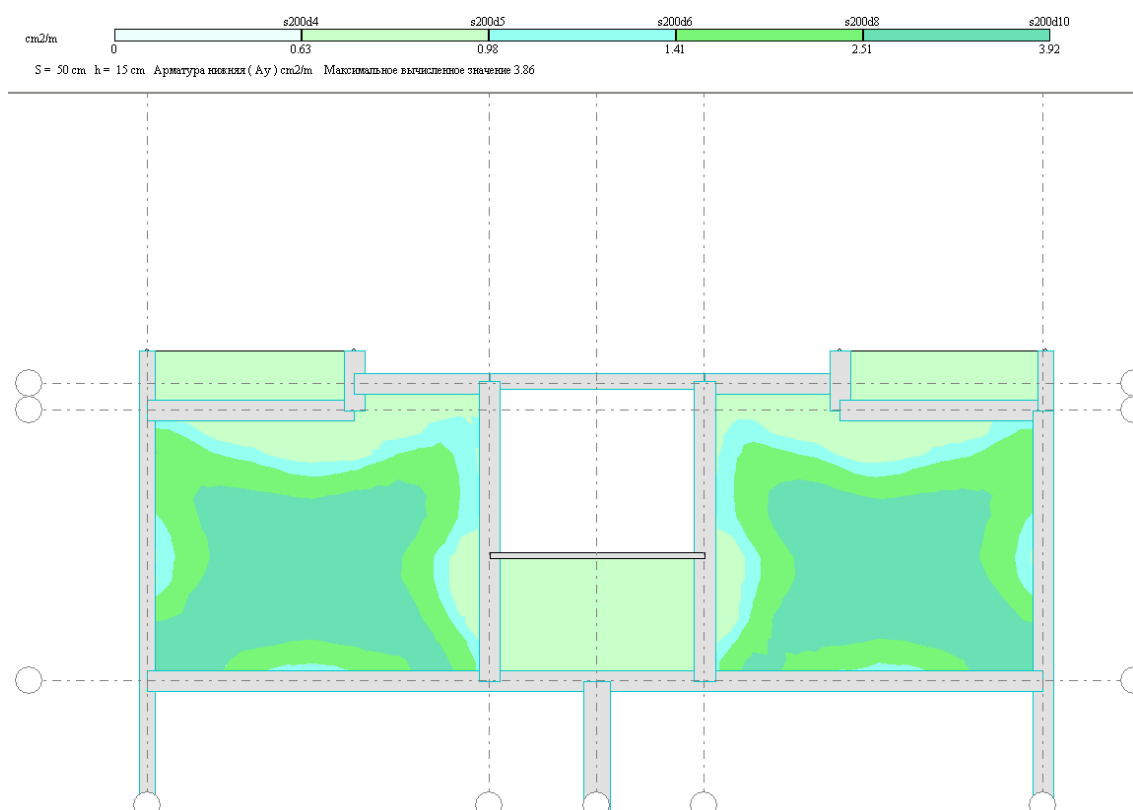 s200d4 s200d5 s200d6 s200d8 s200d10
cm2/m
0 0.63 0.98 1.41 2.51 3.92
S = 50 cm h = 15 cm Арматура нижняя ( Ay ) cm2/m Максимальное вычисленное значение 3.86